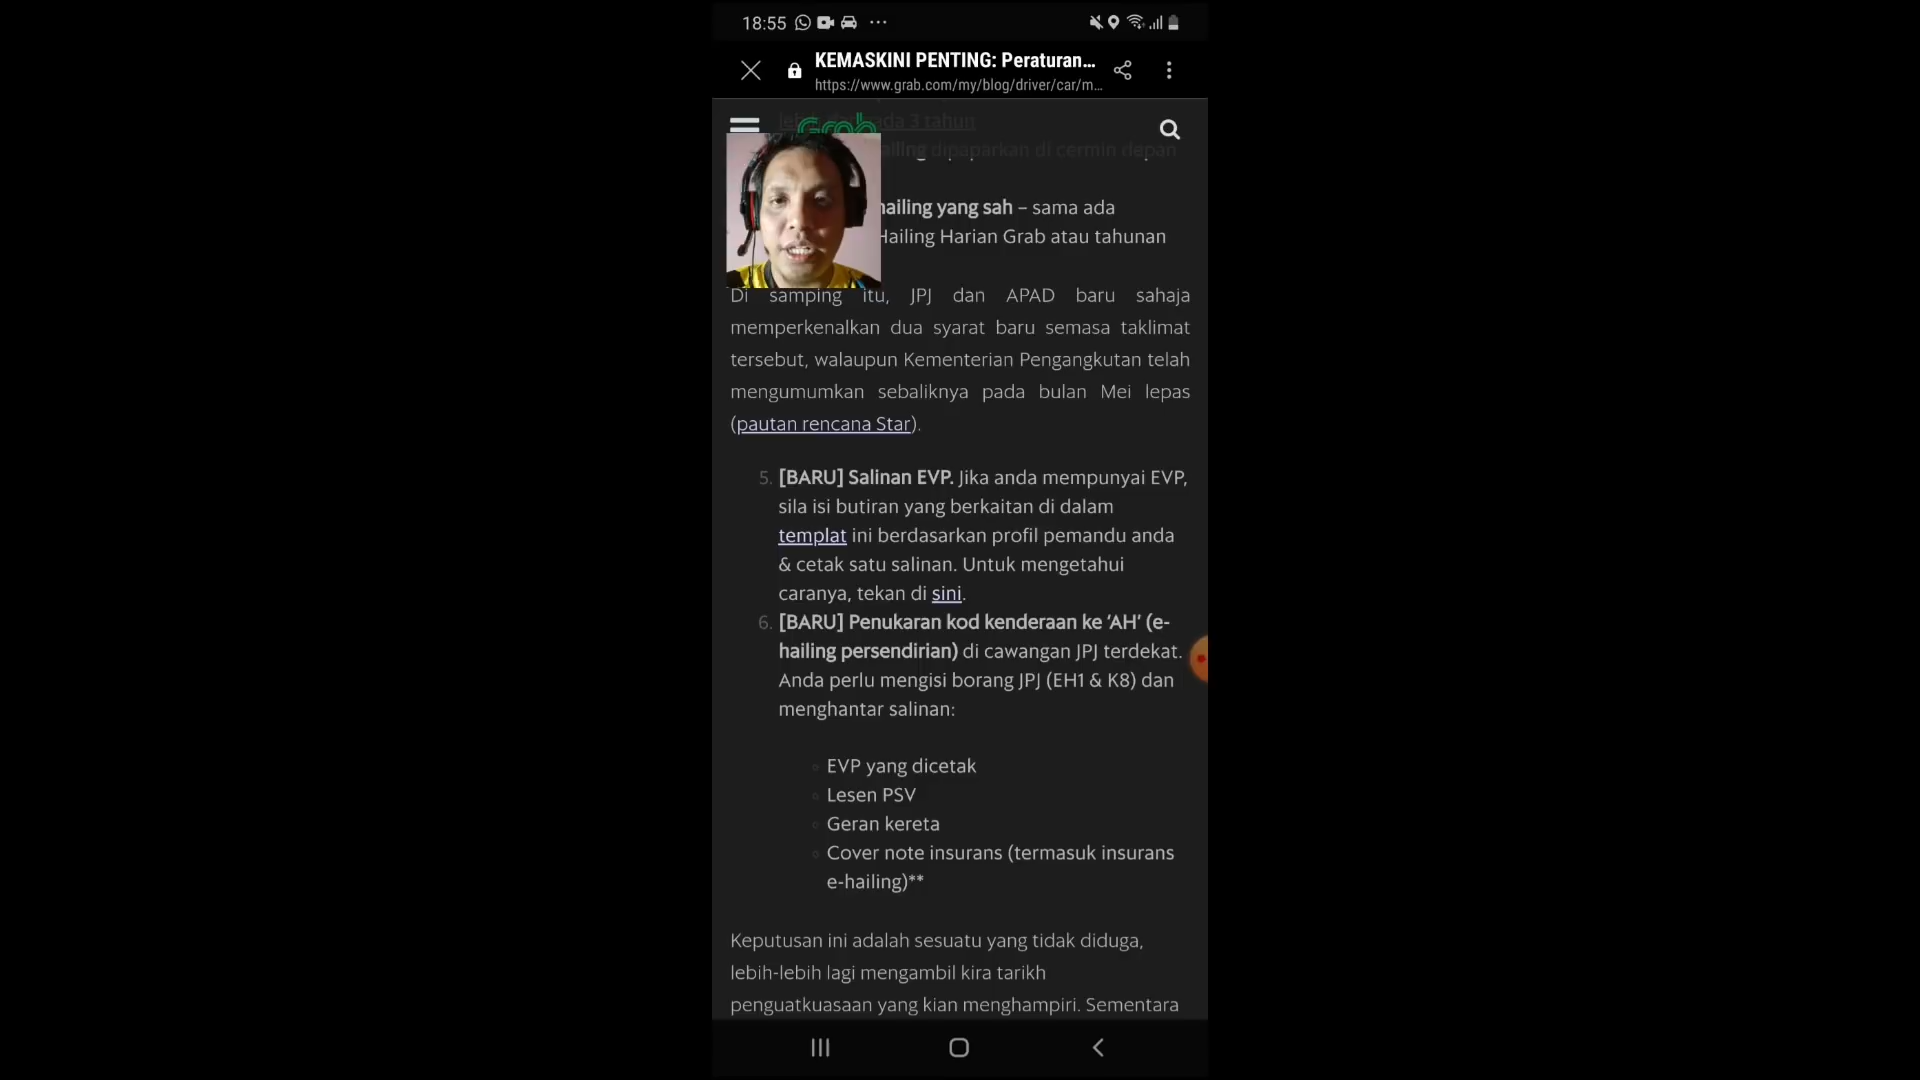 18:55
KEMASKINI PENTING: Peraturan...
https://www.grab.com/my/blog/driver/car/m...
Grab
3 tahun
dipaparkan di cermin depan
hailing yang sah – sama ada
Hailing Harian Grab atau tahunan
Di samping itu, JPJ dan APAD baru sahaja
memperkenalkan dua syarat baru semasa taklimat
tersebut, walaupun Kementerian Pengangkutan telah
mengumumkan sebaliknya pada bulan Mei lepas
(pautan rencana Star).
5. [BARU] Salinan EVP. Jika anda mempunyai EVP,
sila isi butiran yang berkaitan di dalam
templat ini berdasarkan profil pemandu anda
& cetak satu salinan. Untuk mengetahui
caranya, tekan di sini.
6. [BARU] Penukaran kod kenderaan ke ‘AH’ (e-
hailing persendirian) di cawangan JPJ terdekat.
Anda perlu mengisi borang JPJ (EH1 & K8) dan
menghantar salinan:
EVP yang dicetak
Lesen PSV
Geran kereta
Cover note insurans (termasuk insurans
e-hailing)**
Keputusan ini adalah sesuatu yang tidak diduga,
lebih-lebih lagi mengambil kira tarikh
penguatkuasaan yang kian menghampiri. Sementara